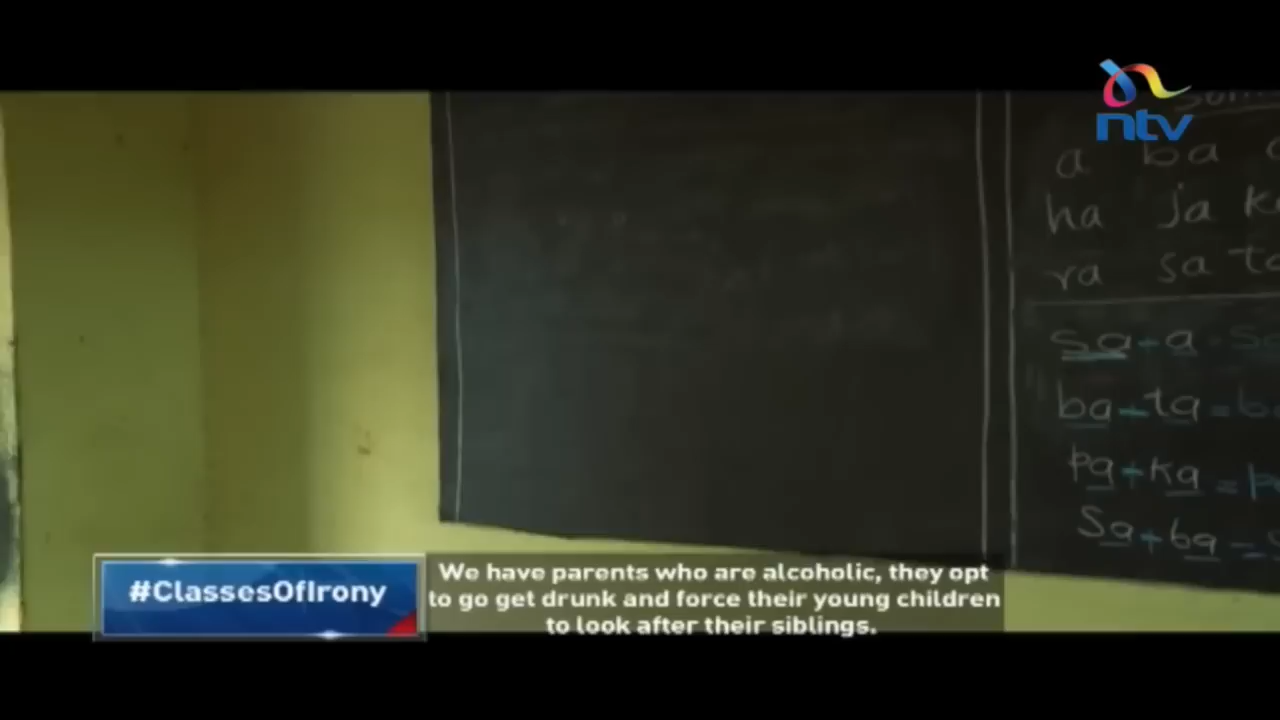 ntv
a ba
ha ja
ra sa
sa + a
ba + ta =
pa + ka =
sa + ba =
#ClassesOfIrony
We have parents who are alcoholic, they opt
to go get drunk and force their young children
to look after their siblings.